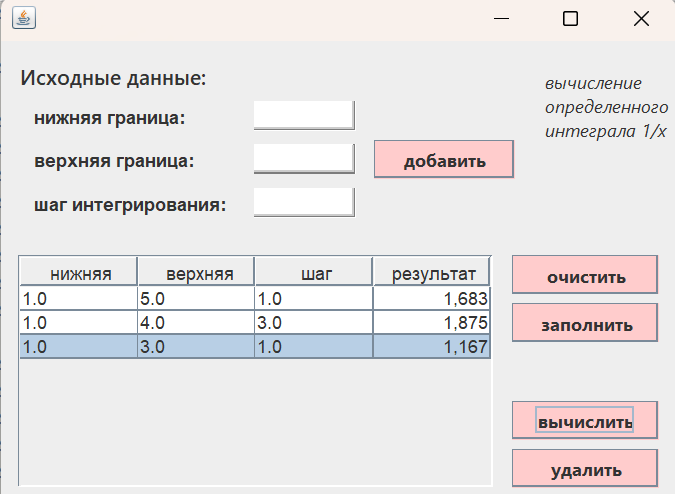 Исходные данные:
вычисление
определенного
интеграла 1/x
нижняя граница:
верхняя граница:
добавить
шаг интегрирования:
нижняя верхняя шаг результат
1.0 5.0 1.0 1,683
1.0 4.0 3.0 1,875
1.0 3.0 1.0 1,167
очистить
заполнить
вычислить
удалить